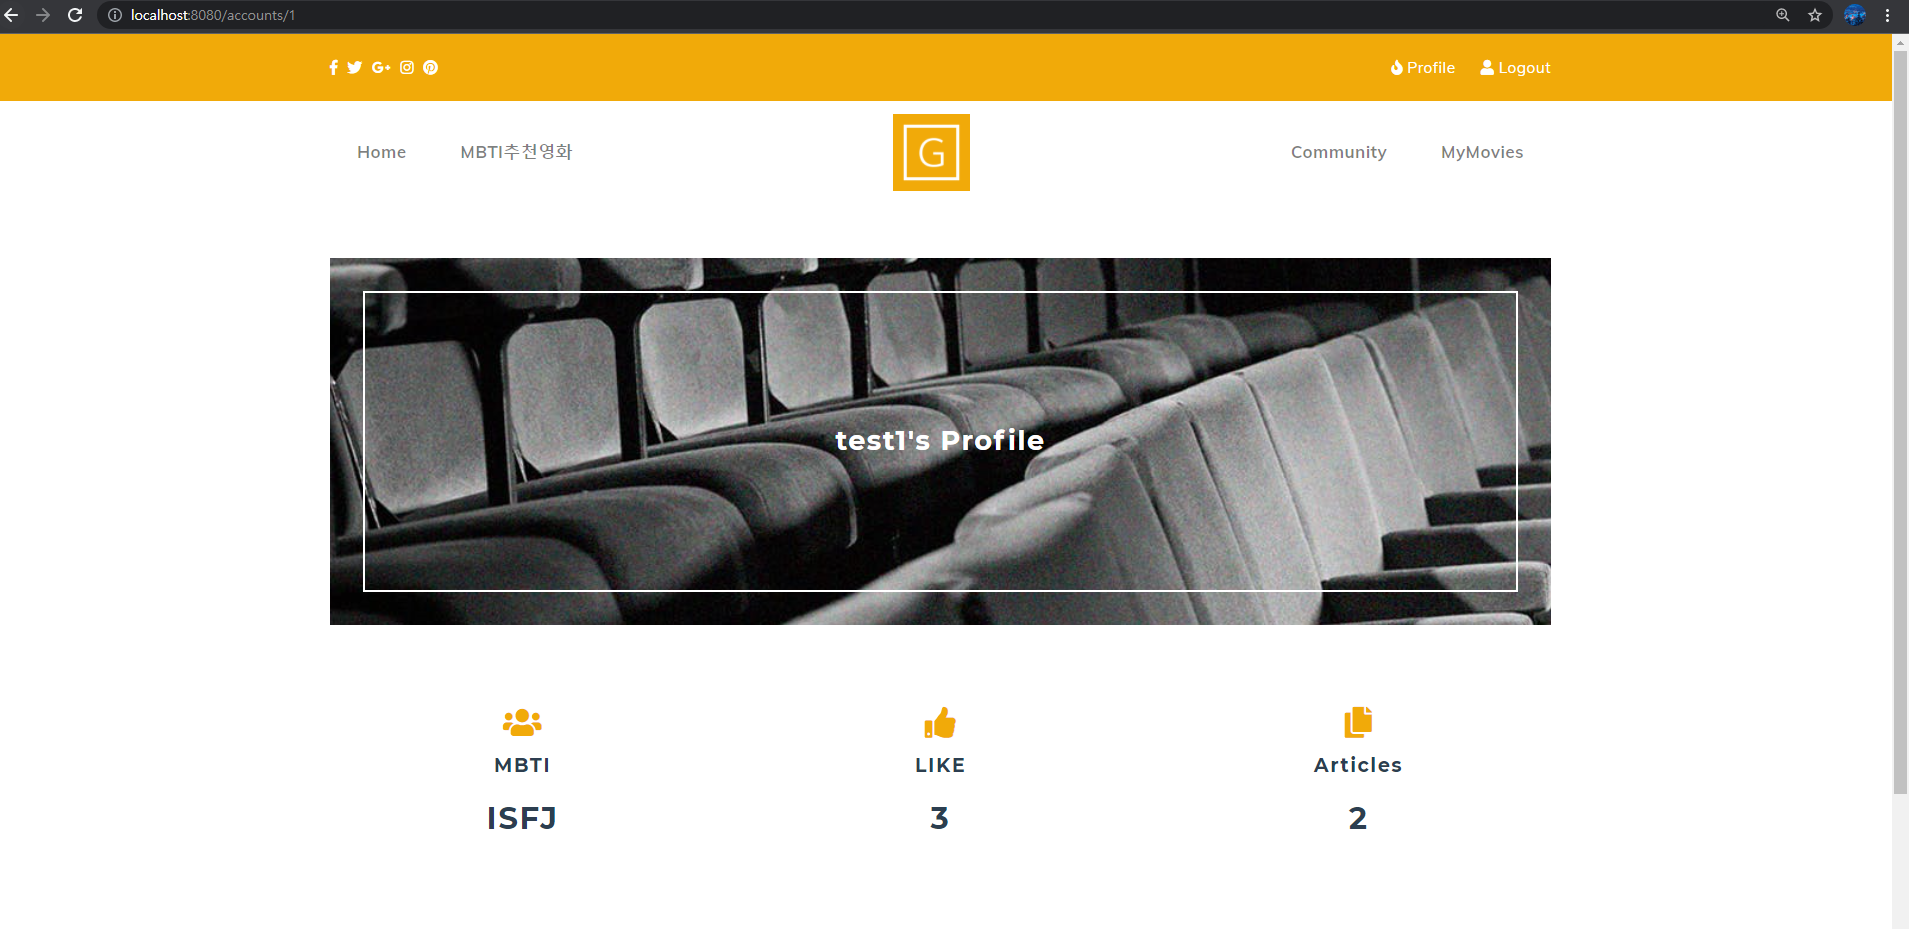 localhost:8080/accounts/1
Profile Logout
Home MBTI추천영화 G Community MyMovies
test1's Profile
MBTI LIKE Articles
ISFJ 3 2